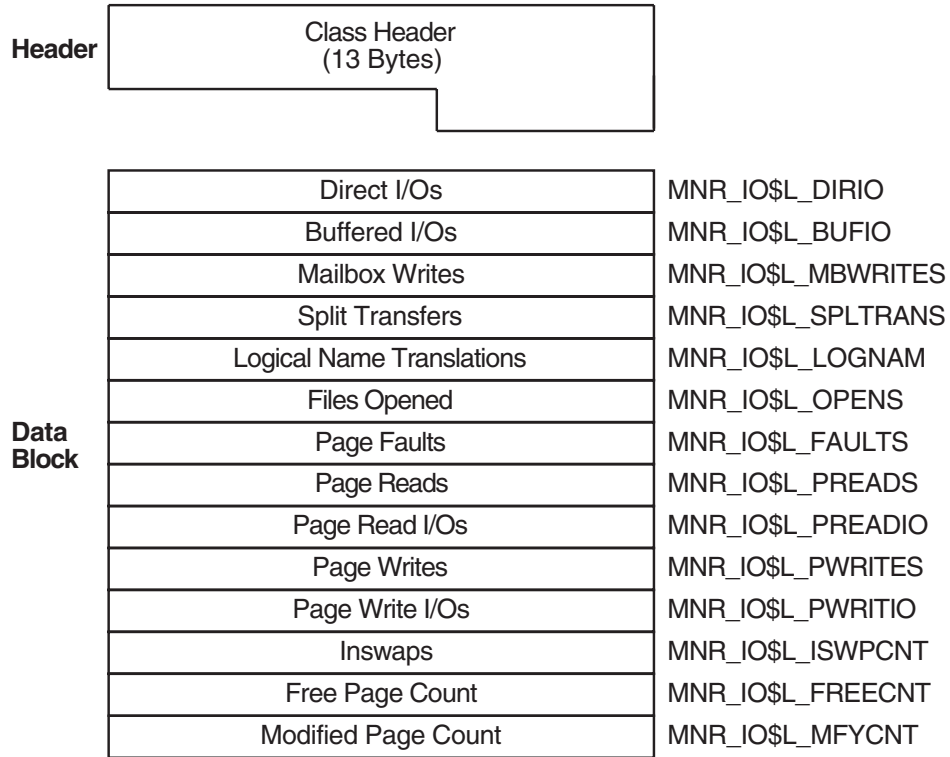 Header
Class Header
(13 Bytes)
Direct I/Os MNR_IO$L_DIRIO
Buffered I/Os MNR_IO$L_BUFIO
Mailbox Writes MNR_IO$L_MBWRITES
Split Transfers MNR_IO$L_SPLTRANS
Logical Name Translations MNR_IO$L_LOGNAM
Files Opened MNR_IO$L_OPENS
Data
Block
Page Faults MNR_IO$L_FAULTS
Page Reads MNR_IO$L_PREADS
Page Read I/Os MNR_IO$L_PREADIO
Page Writes MNR_IO$L_PWRITES
Page Write I/Os MNR_IO$L_PWRITIO
Inswaps MNR_IO$L_ISWPCNT
Free Page Count MNR_IO$L_FREECNT
Modified Page Count MNR_IO$L_MFYCNT